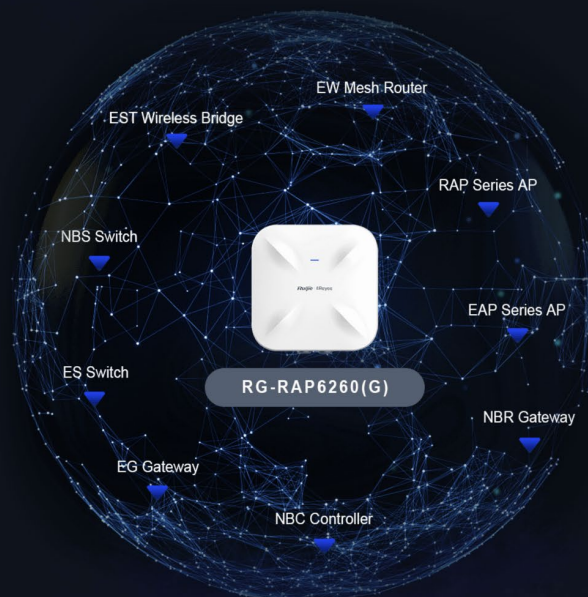 EW Mesh Router
EST Wireless Bridge
RAP Series AP
NBS Switch
Ruijie Reyee
EAP Series AP
ES Switch
RG-RAP6260(G)
NBR Gateway
EG Gateway
NBC Controller